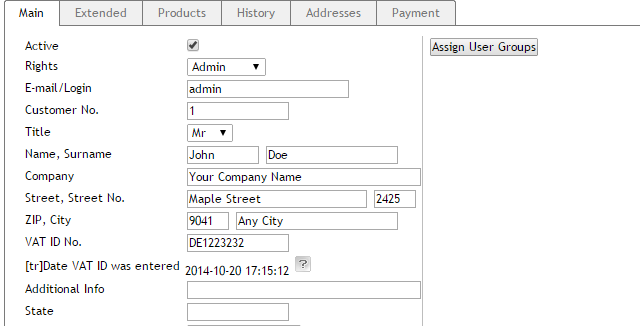 Main Extended Products History Addresses Payment
Active Assign User Groups
Rights Admin
E-mail/Login admin
Customer No. 1
Title Mr
Name, Surname John Doe
Company Your Company Name
Street, Street No. Maple Street 2425
ZIP, City 9041 Any City
VAT ID No. DE1223232
[tr]Date VAT ID was entered 2014-10-20 17:15:12 ?
Additional Info
State